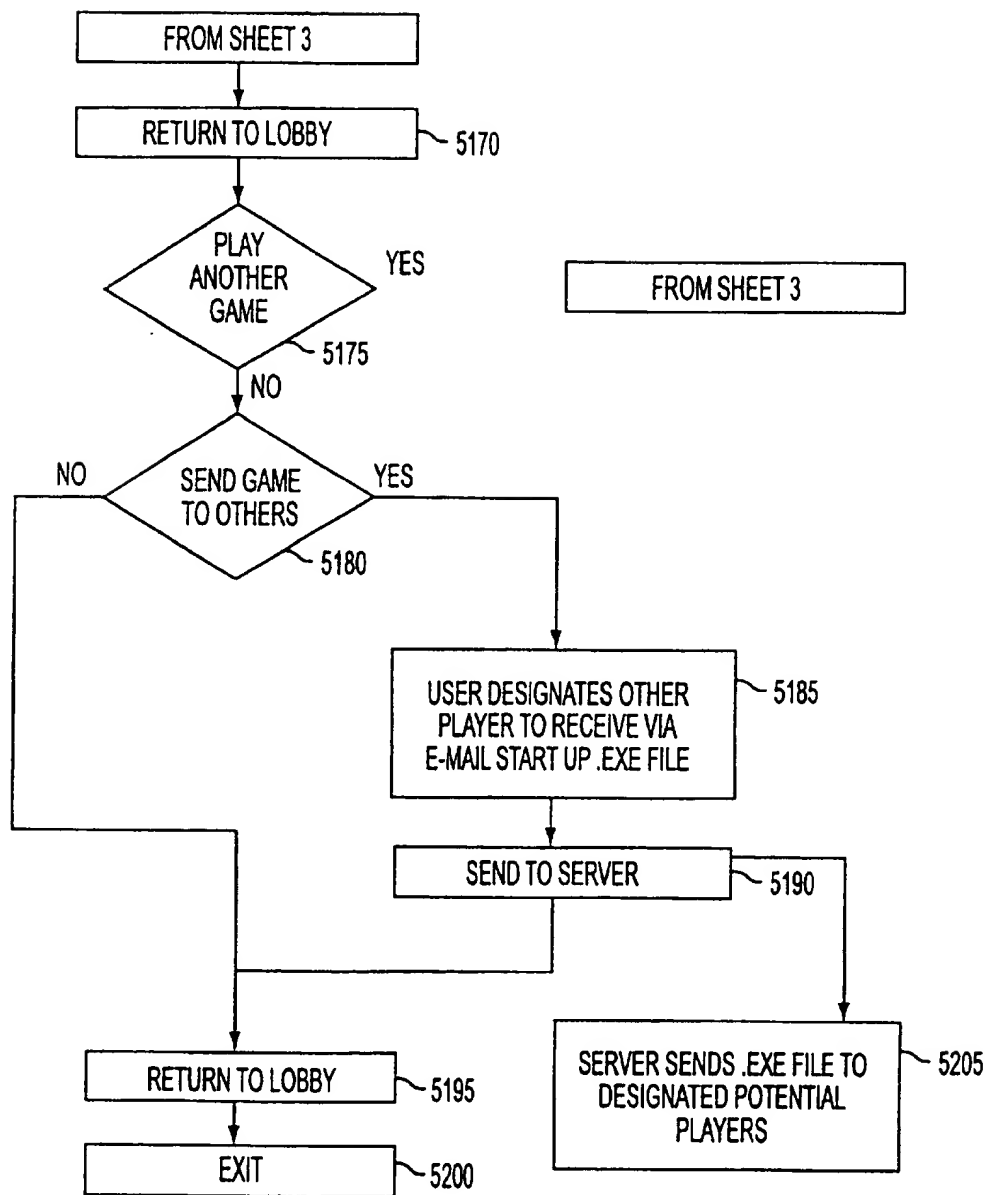 FROM SHEET 3
RETURN TO LOBBY
5170
PLAY
ANOTHER
GAME
YES
5175
FROM SHEET 3
NO
SEND GAME
TO OTHERS
NO
YES
5180
USER DESIGNATES OTHER
PLAYER TO RECEIVE VIA
E-MAIL START UP .EXE FILE
5185
SEND TO SERVER
5190
RETURN TO LOBBY
5195
SERVER SENDS .EXE FILE TO
DESIGNATED POTENTIAL
PLAYERS
5205
EXIT
5200